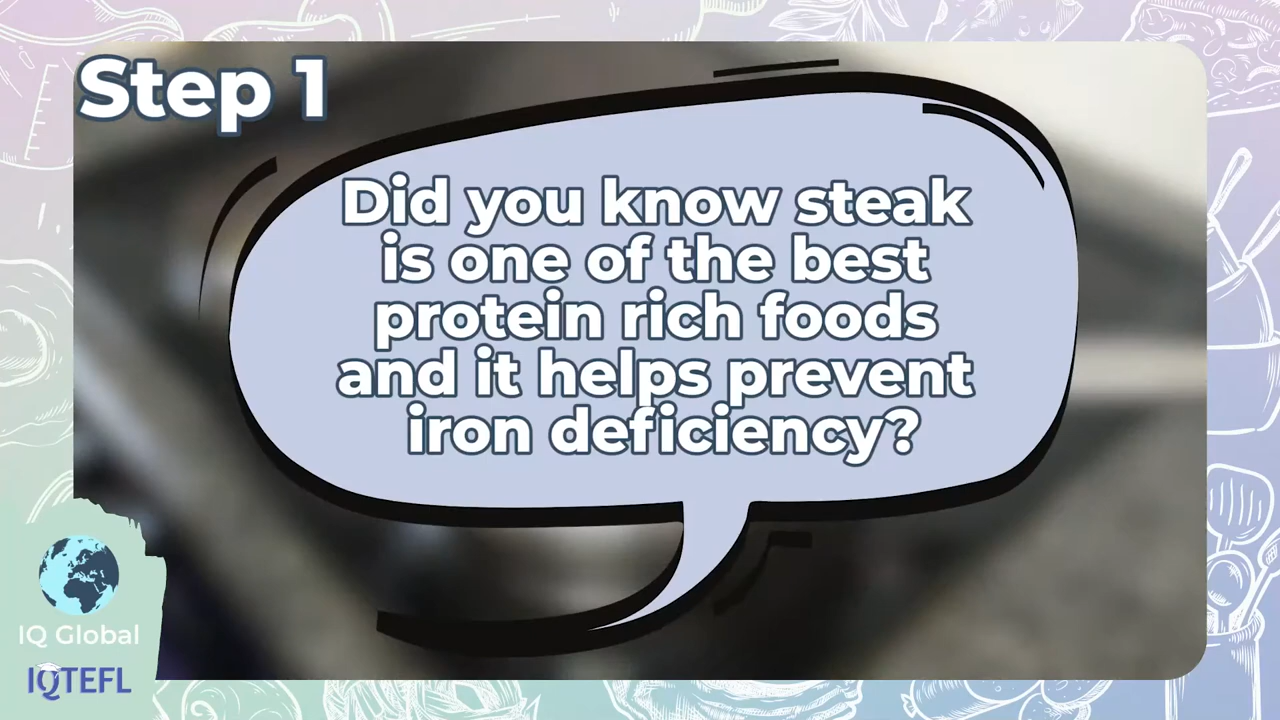 Step 1
Did you know steak
is one of the best
protein rich foods
and it helps prevent
iron deficiency?
IQ Global
IQTEFL